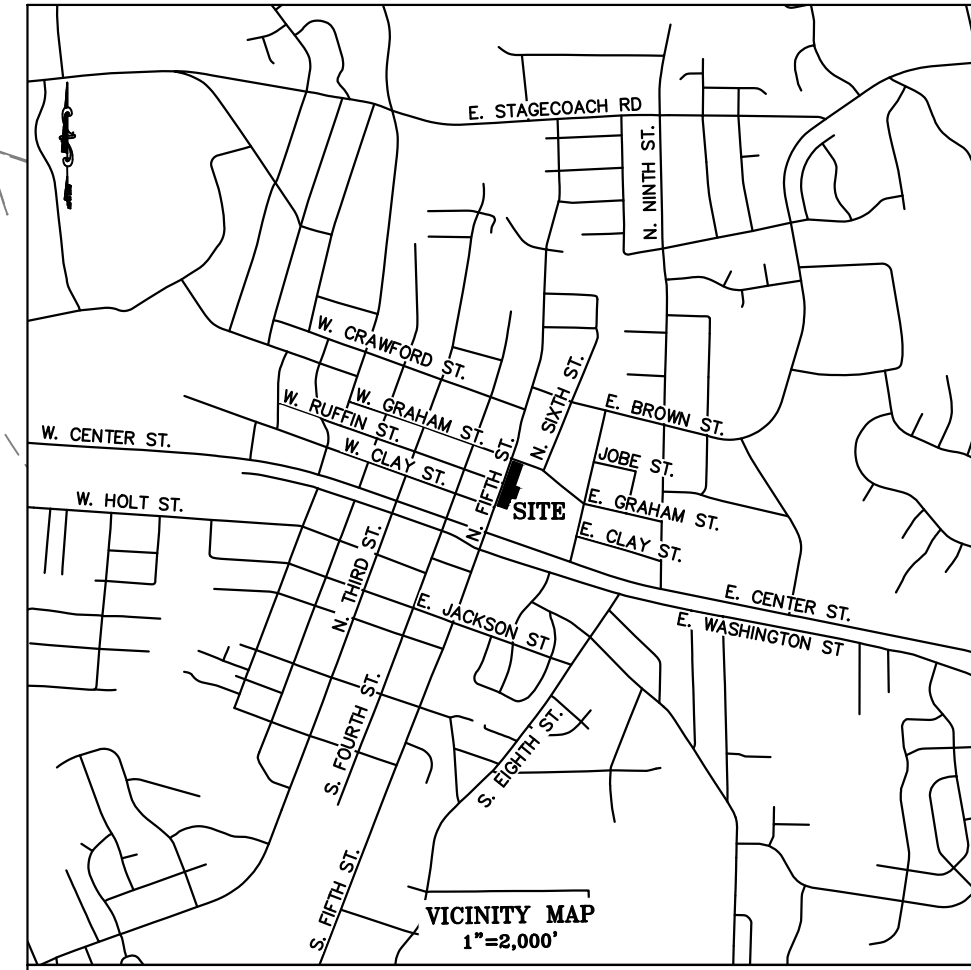 E. STAGECOACH RD
N. NINTH ST.
W. CRAWFORD ST.
N. SIXTH ST.
W. GRAHAM ST.
W. RUFFIN ST.
E. BROWN ST.
W. CENTER ST.
W. CLAY ST.
N. FIFTH ST.
JOBE ST.
W. HOLT ST.
SITE
E. GRAHAM ST.
E. CLAY ST.
N. THIRD ST.
E. JACKSON ST
E. CENTER ST.
E. WASHINGTON ST
S. FOURTH ST.
S. EIGHTH ST.
S. FIFTH ST.
VICINITY MAP
1"=2,000'